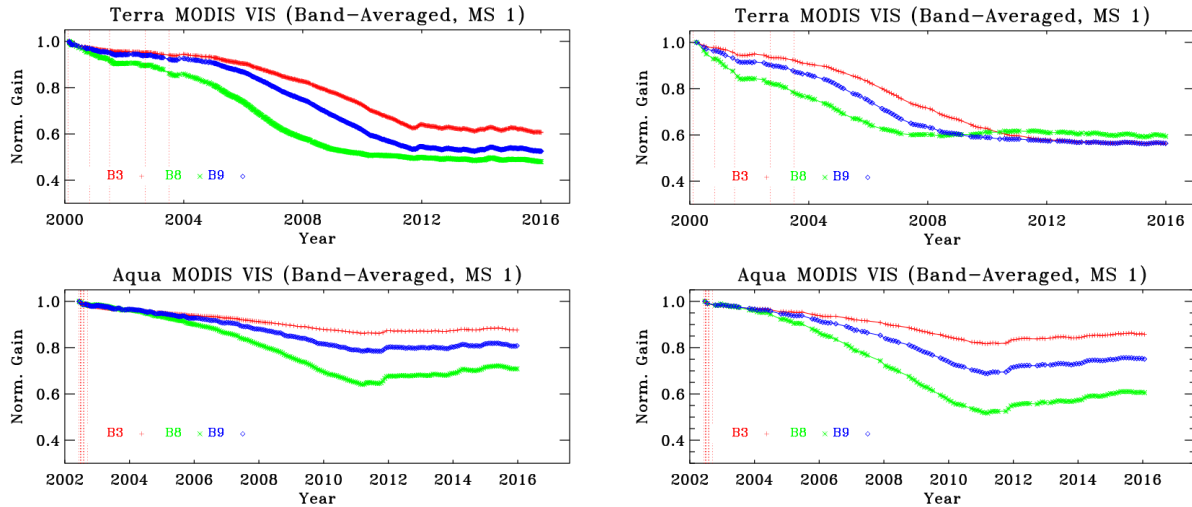 Terra MODIS VIS (Band-Averaged, MS 1)
Norm. Gain
1.0
0.8
0.6
0.4
B3 B8 B9
2000 2004 2008 2012 2016
Year
Terra MODIS VIS (Band-Averaged, MS 1)
Norm. Gain
1.0
0.8
0.6
0.4
B3 B8 B9
2000 2004 2008 2012 2016
Year
Aqua MODIS VIS (Band-Averaged, MS 1)
Norm. Gain
1.0
0.8
0.6
0.4
B3 B8 B9
2002 2004 2006 2008 2010 2012 2014 2016
Year
Aqua MODIS VIS (Band-Averaged, MS 1)
Norm. Gain
1.0
0.8
0.6
0.4
B3 B8 B9
2002 2004 2006 2008 2010 2012 2014 2016
Year